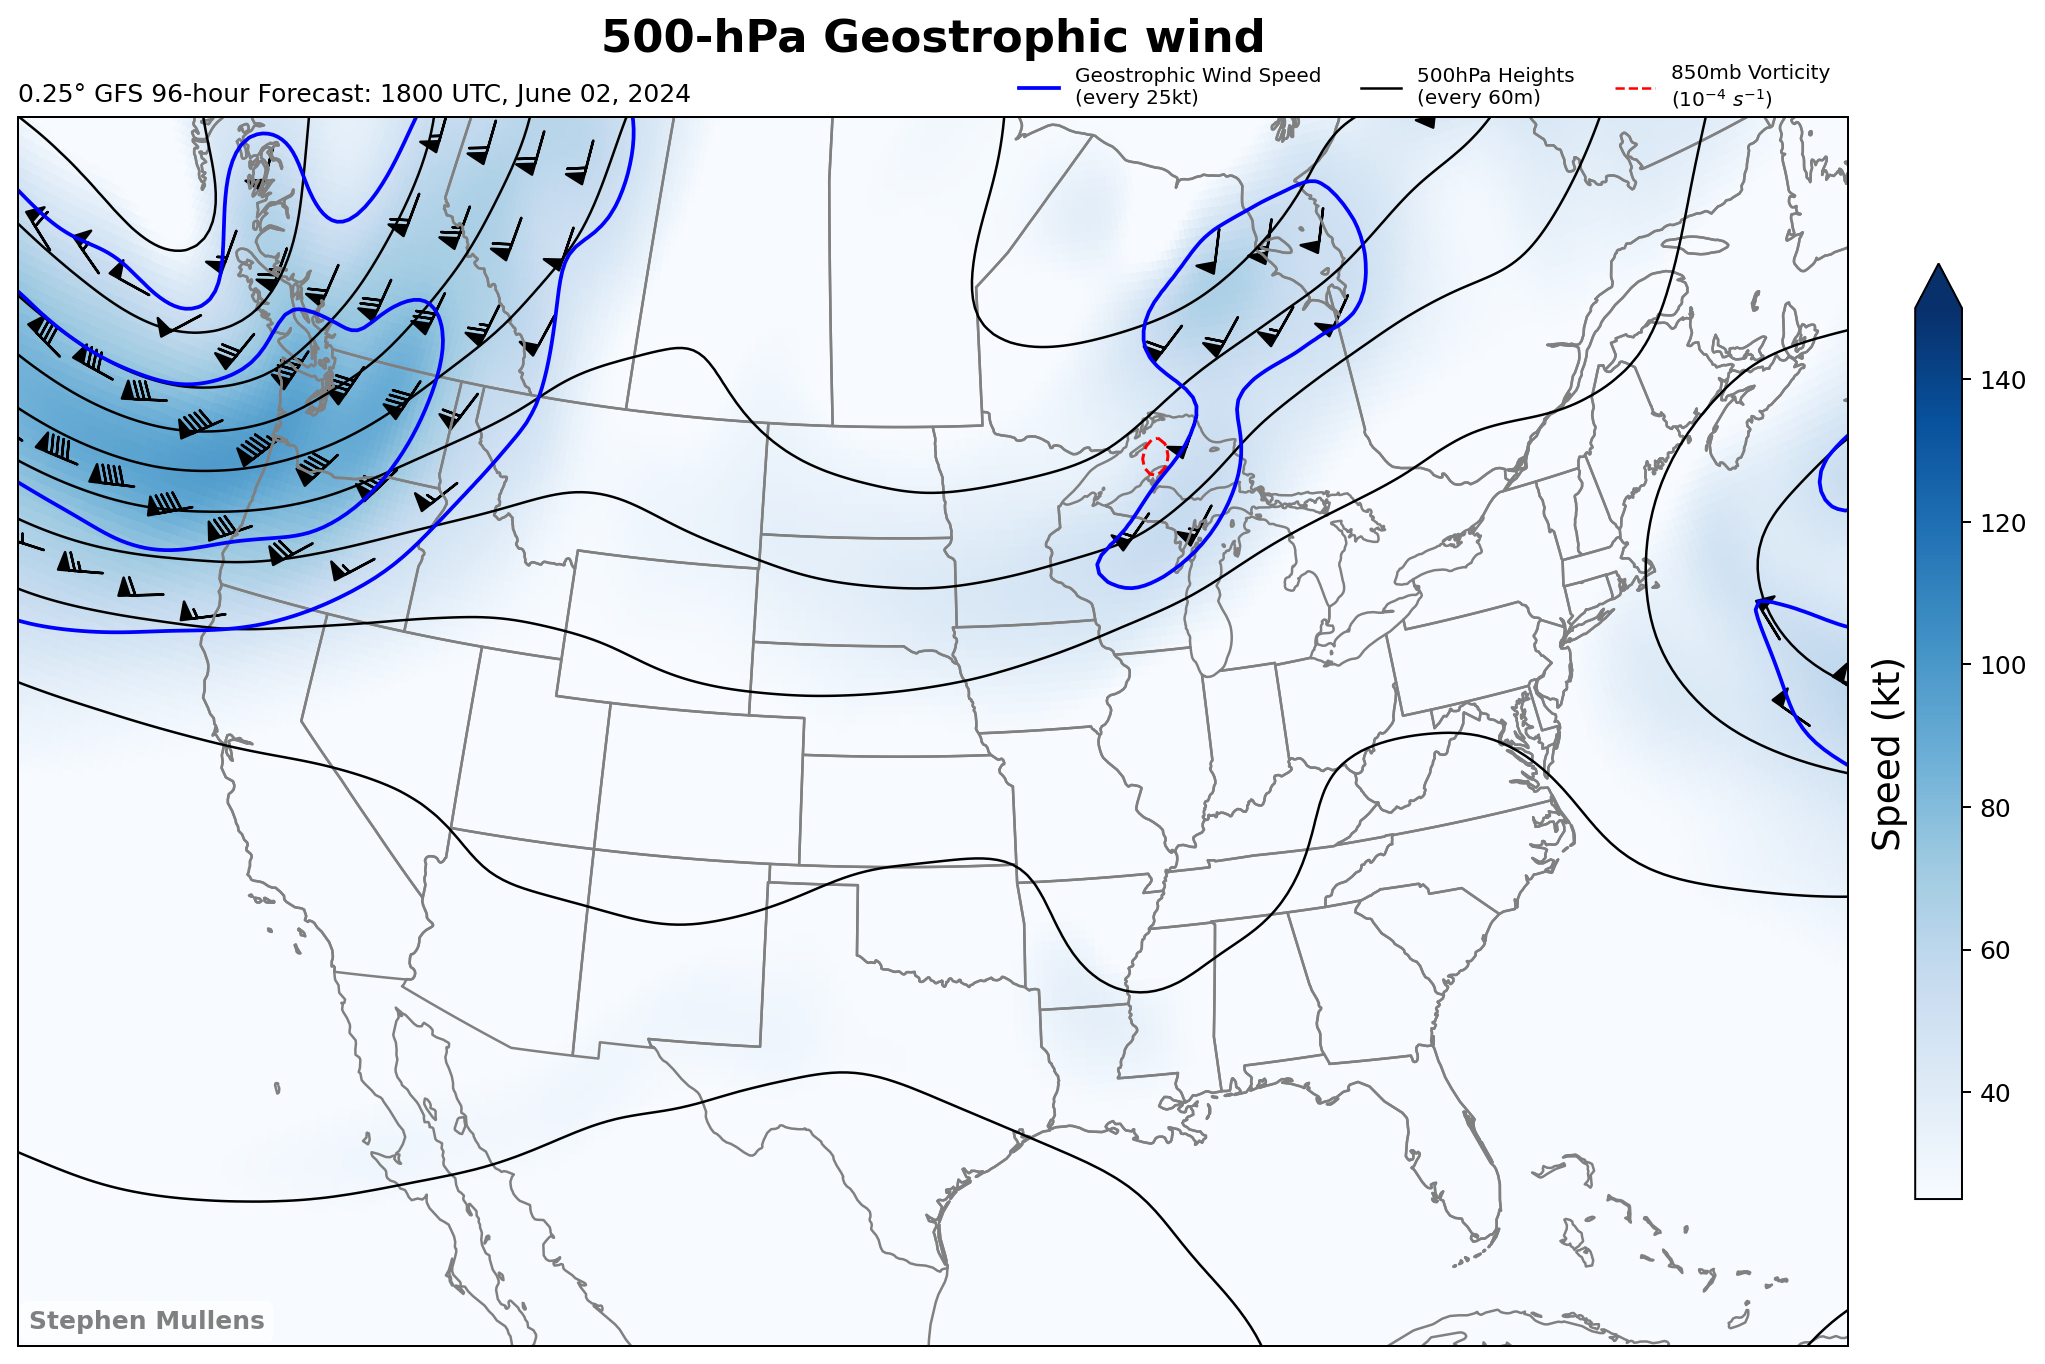 500-hPa Geostrophic wind
0.25° GFS 96-hour Forecast: 1800 UTC, June 02, 2024
Geostrophic Wind Speed
(every 25kt)
500hPa Heights
(every 60m)
850mb Vorticity
(10⁻⁴ s⁻¹)
140
120
100
80
60
40
Speed (kt)
Stephen Mullens